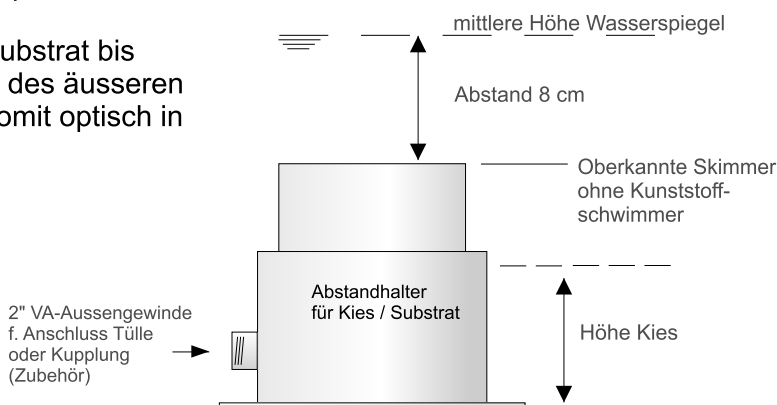 mittlere Höhe Wasserspiegel
ubstrat bis
des äusseren
omit optisch in
Abstand 8 cm
Oberkannte Skimmer
ohne Kunststoff-
schwimmer
Abstandhalter
für Kies / Substrat
2" VA-Aussengewinde
f. Anschluss Tülle
oder Kupplung
(Zubehör)
Höhe Kies